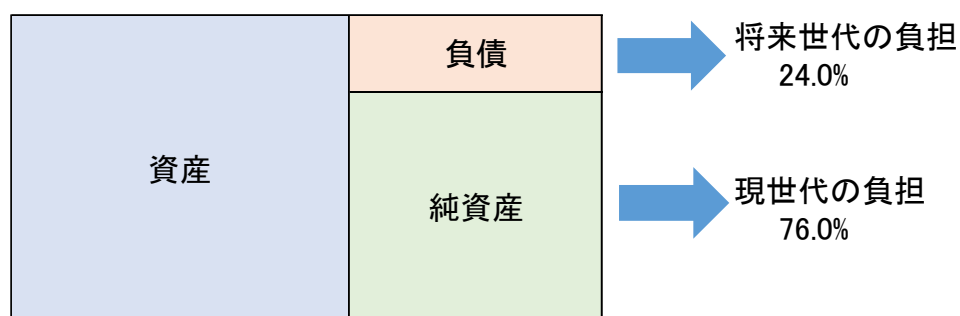 資産
負債
将来世代の負担
24.0%
純資産
現世代の負担
76.0%